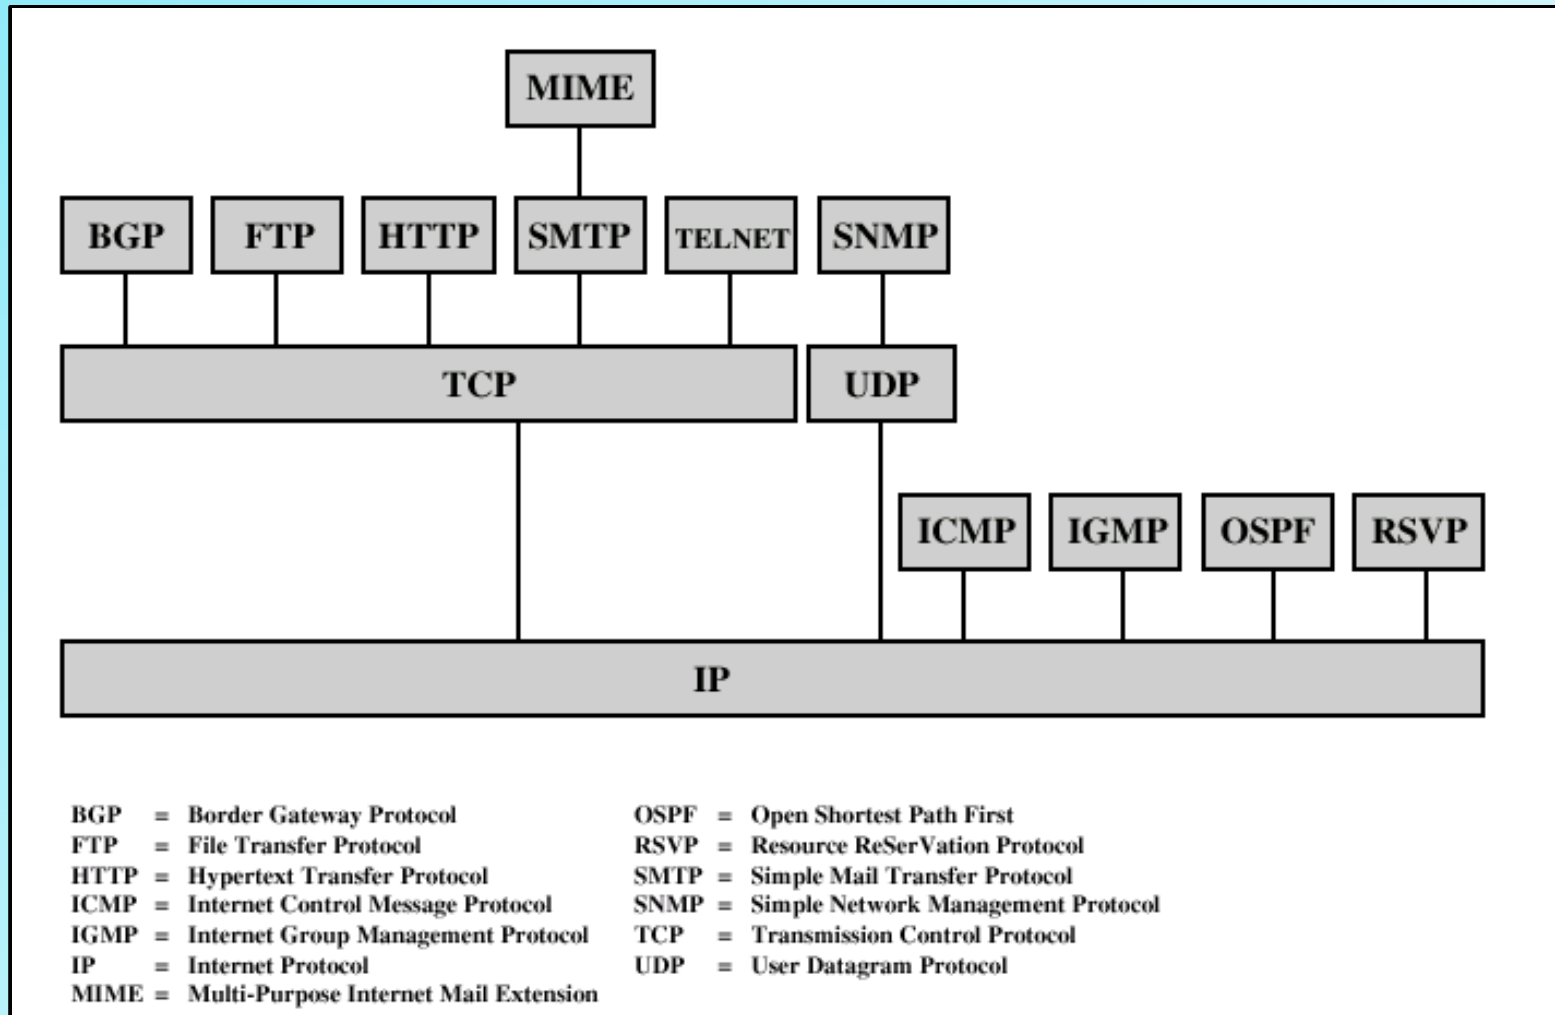 MIME
BGP FTP HTTP SMTP TELNET SNMP
TCP UDP
ICMP IGMP OSPF RSVP
IP
BGP = Border Gateway Protocol
FTP = File Transfer Protocol
HTTP = Hypertext Transfer Protocol
ICMP = Internet Control Message Protocol
IGMP = Internet Group Management Protocol
IP = Internet Protocol
MIME = Multi-Purpose Internet Mail Extension
OSPF = Open Shortest Path First
RSVP = Resource ReSerVation Protocol
SMTP = Simple Mail Transfer Protocol
SNMP = Simple Network Management Protocol
TCP = Transmission Control Protocol
UDP = User Datagram Protocol